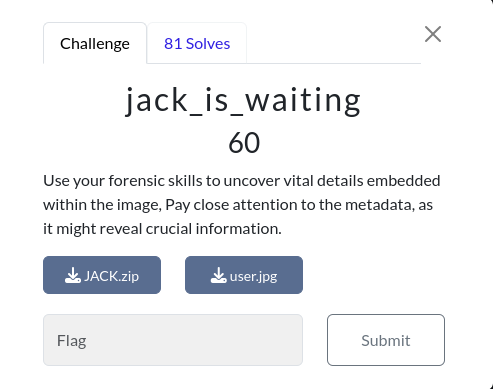 Challenge
81 Solves
jack_is_waiting
60
Use your forensic skills to uncover vital details embedded
within the image, Pay close attention to the metadata, as
it might reveal crucial information.
JACK.zip
user.jpg
Flag
Submit